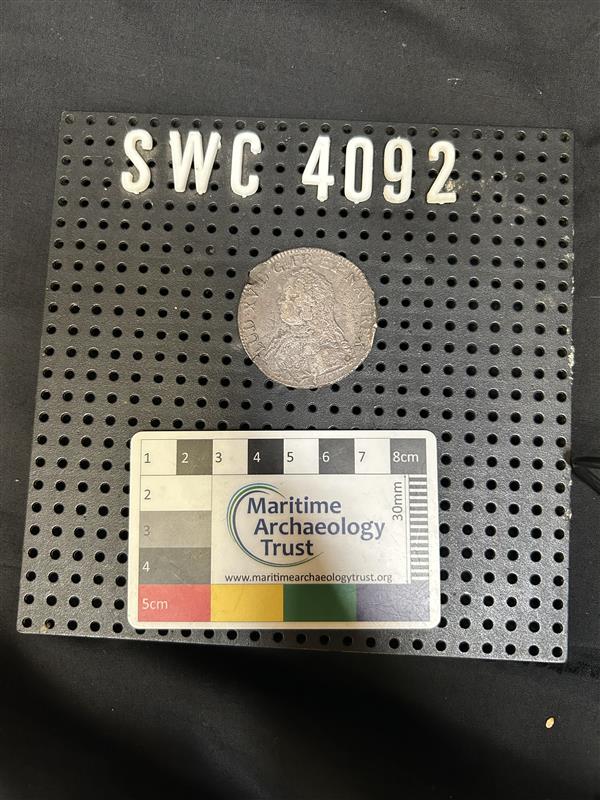 SWC 4092
1 2 3 4 5 6 7 8cm
2
3
4
5cm
30mm
Maritime
Archaeology
Trust
www.maritimearchaeologytrust.org